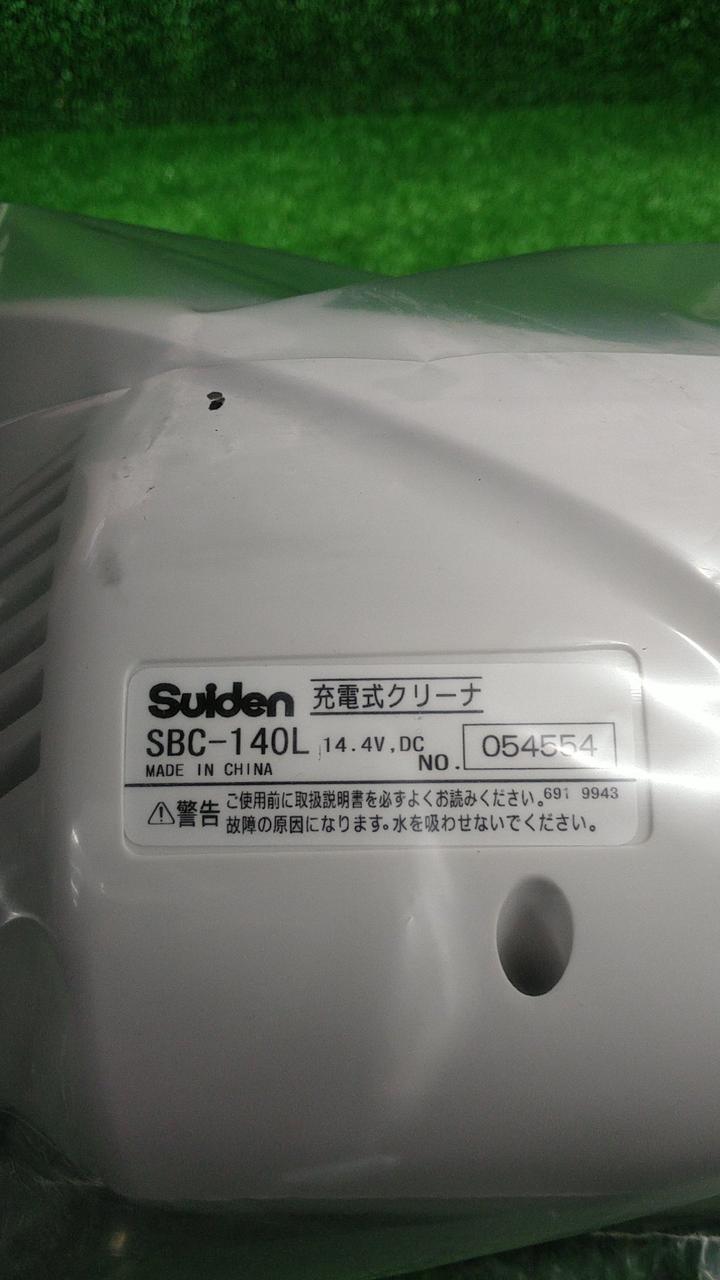 Suiden 充電式クリーナ
SBC-140L 14.4V,DC
MADE IN CHINA NO. 054554
⚠警告 ご使用前に取扱説明書を必ずよくお読みください。691 9943
故障の原因になります。水を吸わせないでください。